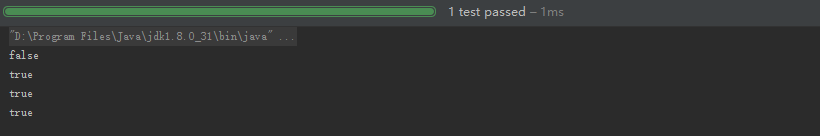 1 test passed – 1ms
"D:\Program Files\Java\jdk1.8.0_31\bin\java" ...
false
true
true
true